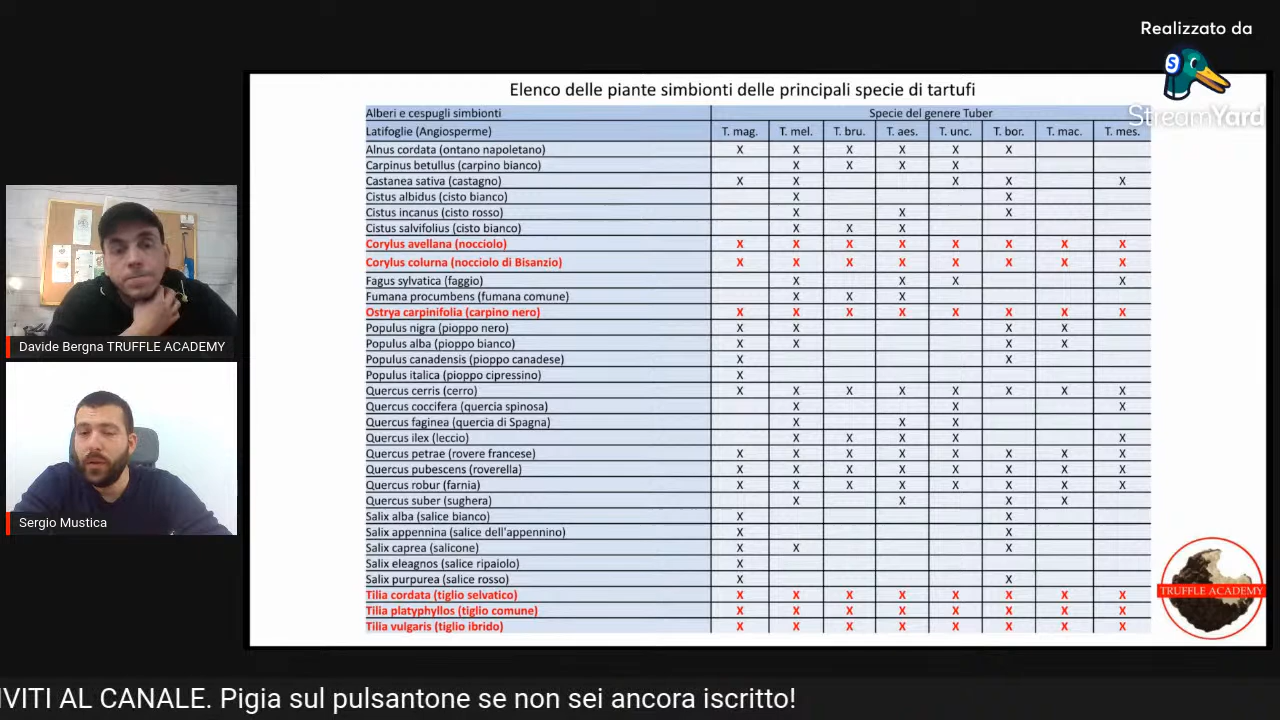 Realizzato da
StreamYard
Elenco delle piante simbionti delle principali specie di tartufi
Alberi e cespugli simbionti Specie del genere Tuber
Latifoglie (Angiosperme) T. mag. T. mel. T. bru. T. aes. T. unc. T. bor. T. mac. T. mes.
Alnus cordata (ontano napoletano) X X X X X X
Carpinus betullus (carpino bianco) X X X X
Castanea sativa (castagno) X X X X X
Cistus albidus (cisto bianco) X X
Cistus incanus (cisto rosso) X X X
Cistus salvifolius (cisto bianco) X X X
Corylus avellana (nocciolo) X X X X X X X X
Corylus colurna (nocciolo di Bisanzio) X X X X X X X X
Fagus sylvatica (faggio) X X X X
Fumana procumbens (fumana comune) X X X
Ostrya carpinifolia (carpino nero) X X X X X X X X
Populus nigra (pioppo nero) X X X X
Populus alba (pioppo bianco) X X X X
Populus canadensis (pioppo canadese) X X
Populus italica (pioppo cipressino) X
Quercus cerris (cerro) X X X X X X X X
Quercus coccifera (quercia spinosa) X X X
Quercus faginea (quercia di Spagna) X X X
Quercus ilex (leccio) X X X X X
Quercus petrae (rovere francese) X X X X X X X X
Quercus pubescens (roverella) X X X X X X X X
Quercus robur (farnia) X X X X X X X X
Quercus suber (sughera) X X X X
Salix alba (salice bianco) X X
Salix appennina (salice dell'appennino) X X
Salix caprea (salicone) X X X
Salix eleagnos (salice ripaiolo) X
Salix purpurea (salice rosso) X X
Tilia cordata (tiglio selvatico) X X X X X X X X
Tilia platyphyllos (tiglio comune) X X X X X X X X
Tilia vulgaris (tiglio ibrido) X X X X X X X X
Davide Bergna TRUFFLE ACADEMY
Sergio Mustica
TRUFFLE ACADEMY
IVITI AL CANALE. Pigia sul pulsantone se non sei ancora iscritto!